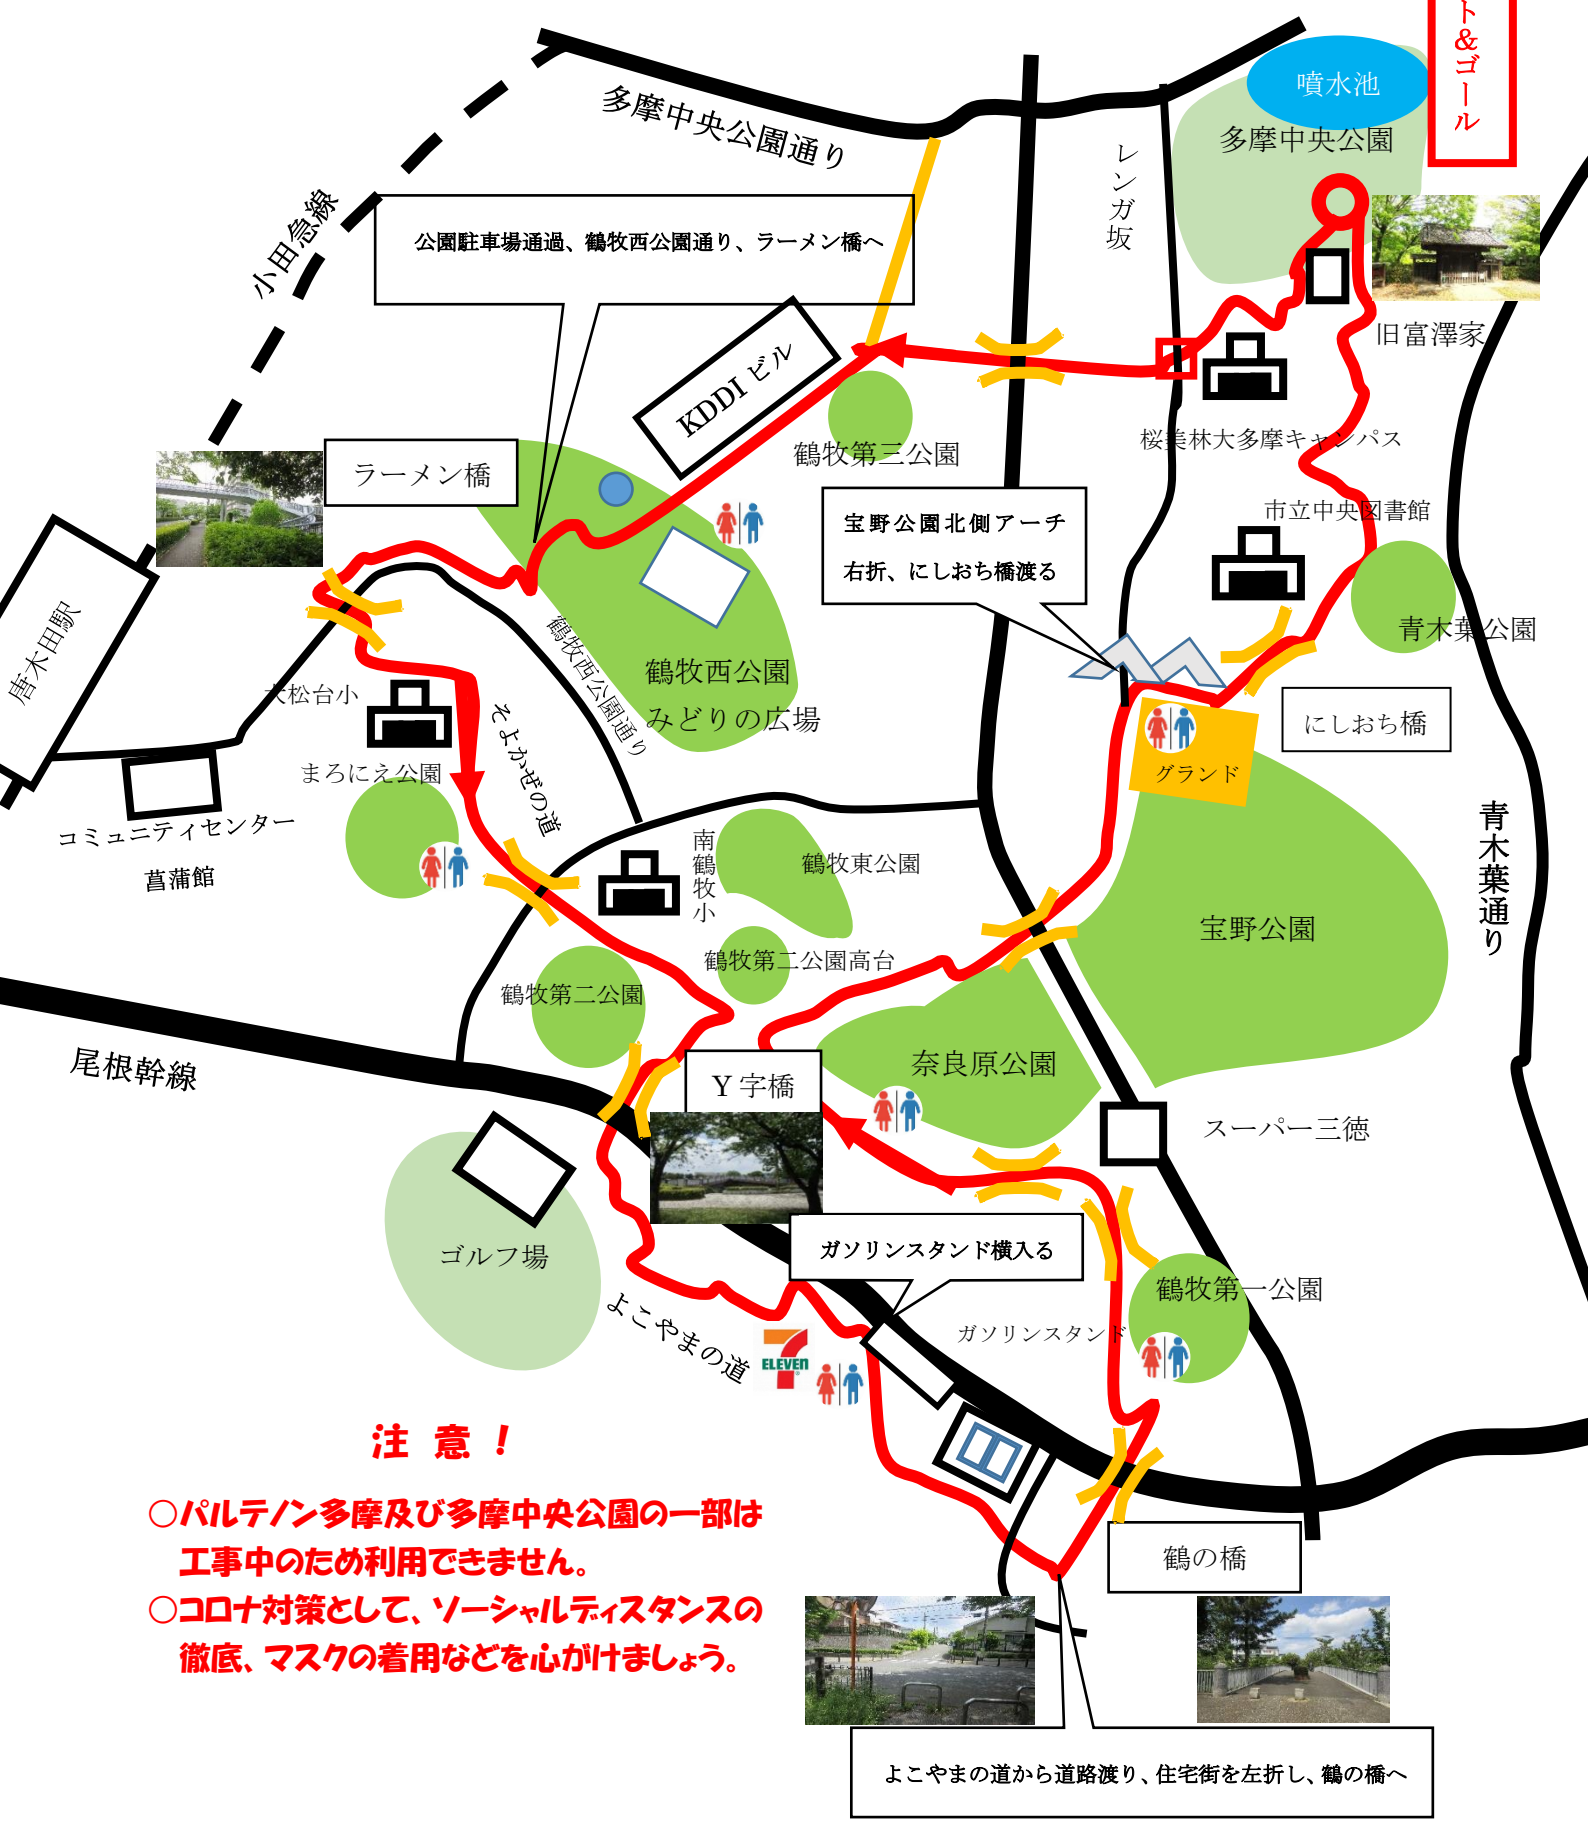 ト&ゴール
噴水池
多摩中央公園
多摩中央公園通り
レンガ坂
小田急線
公園駐車場通過、鶴牧西公園通り、ラーメン橋へ
旧富澤家
KDDIビル
鶴牧第三公園
桜美林大多摩キャンパス
ラーメン橋
宝野公園北側アーチ
右折、にしおち橋渡る
市立中央図書館
青木葉公園
唐木田駅
鶴牧西公園通り
鶴牧西公園
みどりの広場
大松台小
そよかぜの道
にしおち橋
グランド
まろにえ公園
コミュニティセンター
菖蒲館
南鶴牧小
鶴牧東公園
青木葉通り
宝野公園
鶴牧第二公園高台
鶴牧第二公園
尾根幹線
Y字橋
奈良原公園
スーパー三徳
ゴルフ場
ガソリンスタンド横入る
鶴牧第一公園
よこやまの道
ガソリンスタンド
7
ELEVEn
注 意 !
○パルテノン多摩及び多摩中央公園の一部は
工事中のため利用できません。
○コロナ対策として、ソーシャルディスタンスの
徹底、マスクの着用などを心がけましょう。
鶴の橋
よこやまの道から道路渡り、住宅街を左折し、鶴の橋へ